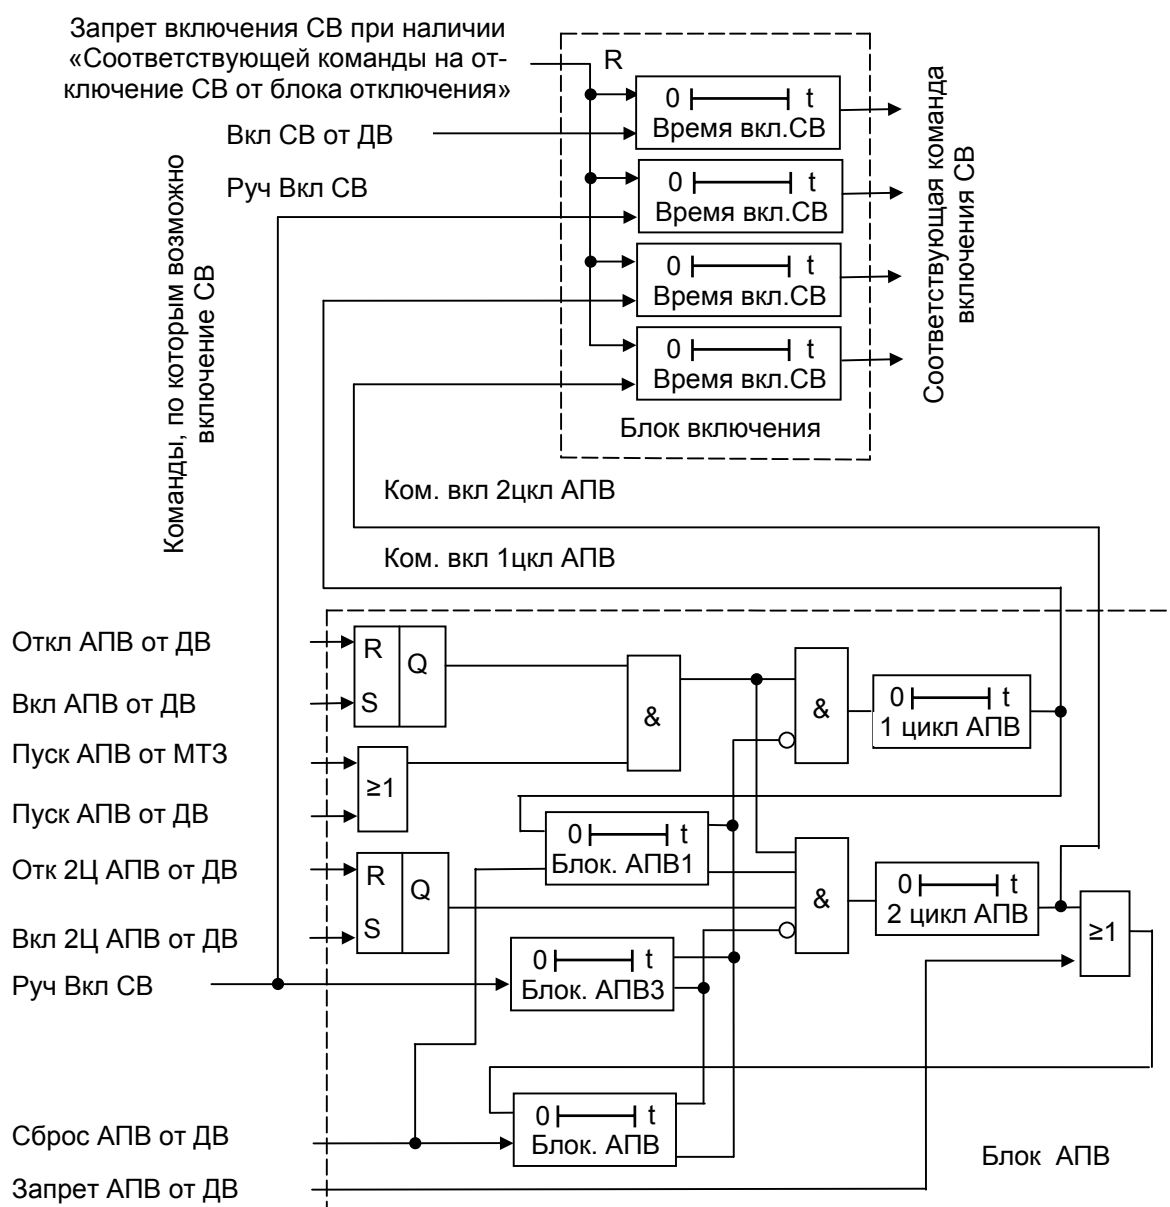 Запрет включения СВ при наличии
«Соответствующей команды на от-
ключение СВ от блока отключения»
R
0 t
Время вкл.СВ
Вкл СВ от ДВ
0 t
Время вкл.СВ
Руч Вкл СВ
0 t
Время вкл.СВ
0 t
Время вкл.СВ
Блок включения
Соответствующая команда
включения СВ
Команды, по которым возможно
включение СВ
Ком. вкл 2цкл АПВ
Ком. вкл 1цкл АПВ
Откл АПВ от ДВ
R
Q
Вкл АПВ от ДВ
S
&
&
0 t
1 цикл АПВ
Пуск АПВ от МТЗ
≥1
Пуск АПВ от ДВ
0 t
Блок. АПВ1
Отк 2Ц АПВ от ДВ
R
Q
Вкл 2Ц АПВ от ДВ
S
&
0 t
2 цикл АПВ
≥1
Руч Вкл СВ
0 t
Блок. АПВ3
Сброс АПВ от ДВ
0 t
Блок. АПВ
Блок АПВ
Запрет АПВ от ДВ